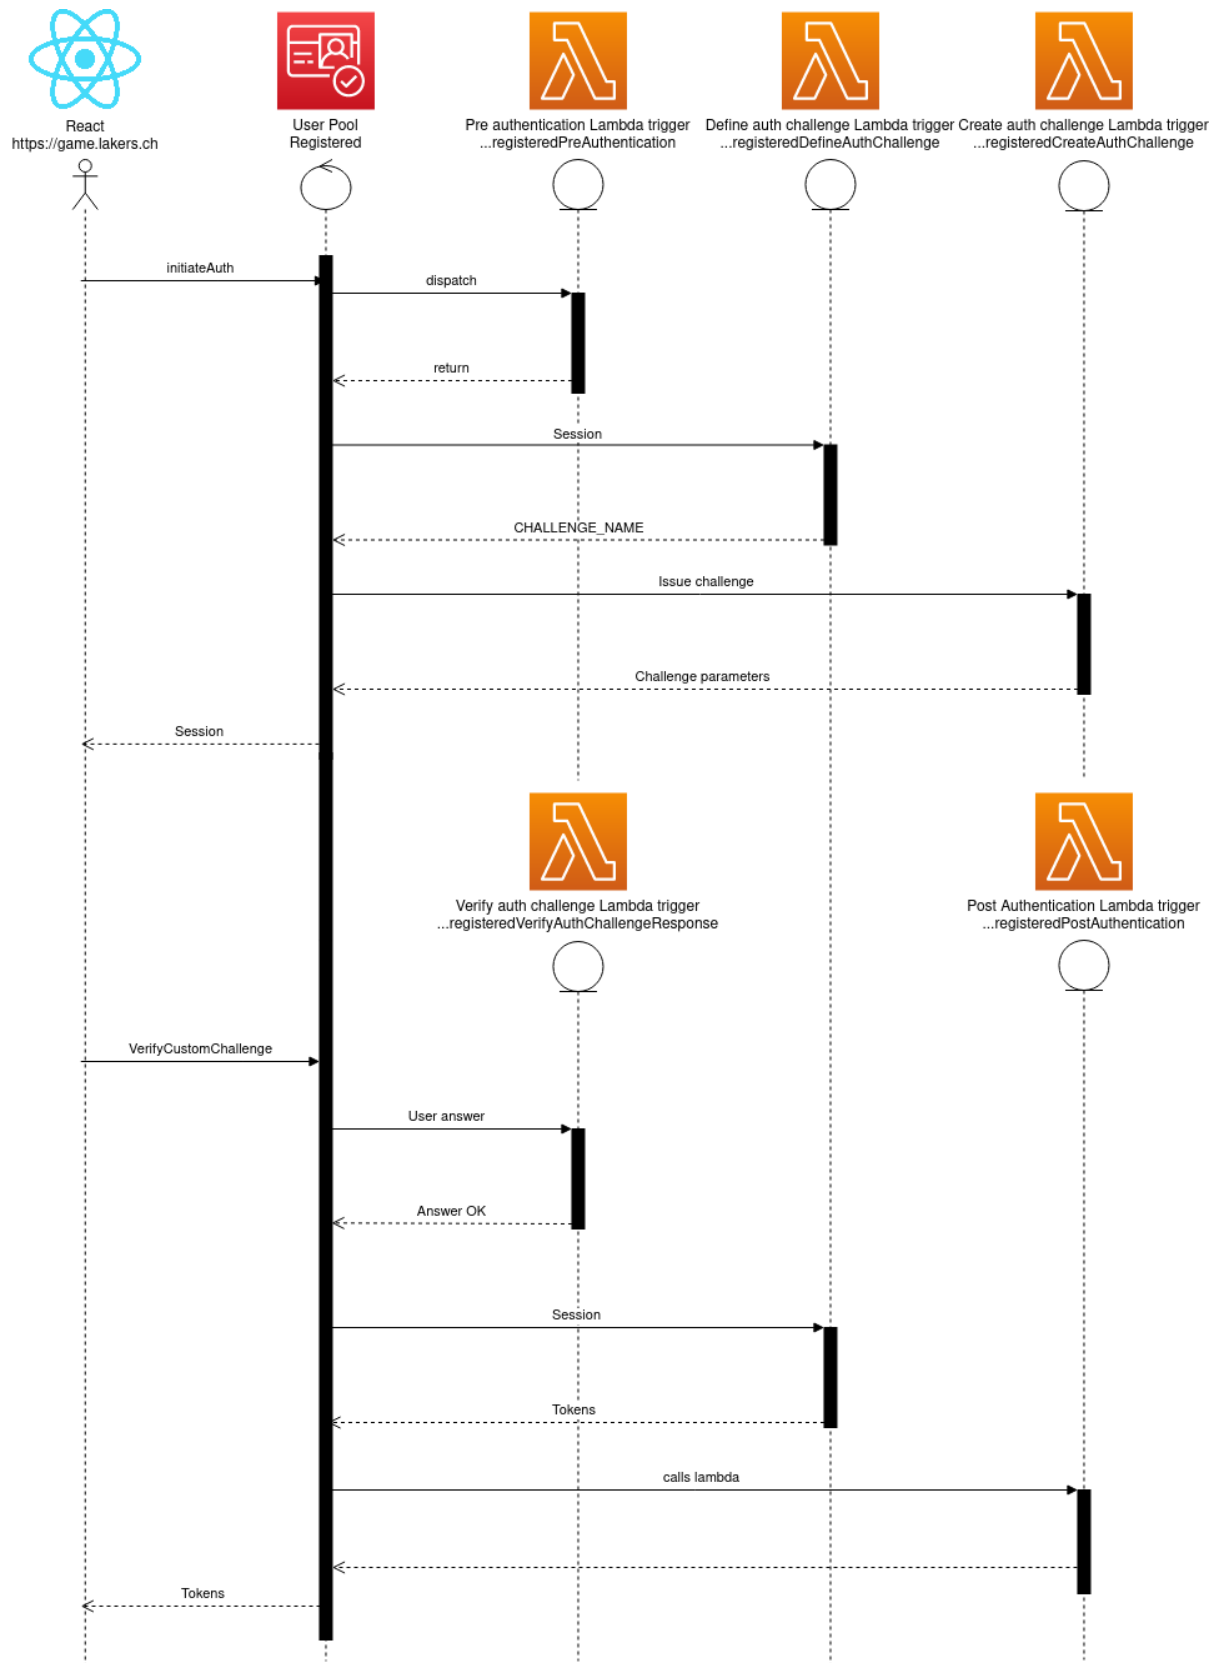 React
https://game.lakers.ch
User Pool
Registered
Pre authentication Lambda trigger
...registeredPreAuthentication
Define auth challenge Lambda trigger
...registeredDefineAuthChallenge
Create auth challenge Lambda trigger
...registeredCreateAuthChallenge
initiateAuth
dispatch
return
Session
CHALLENGE_NAME
Issue challenge
Challenge parameters
Session
Verify auth challenge Lambda trigger
...registeredVerifyAuthChallengeResponse
Post Authentication Lambda trigger
...registeredPostAuthentication
VerifyCustomChallenge
User answer
Answer OK
Session
Tokens
calls lambda
Tokens